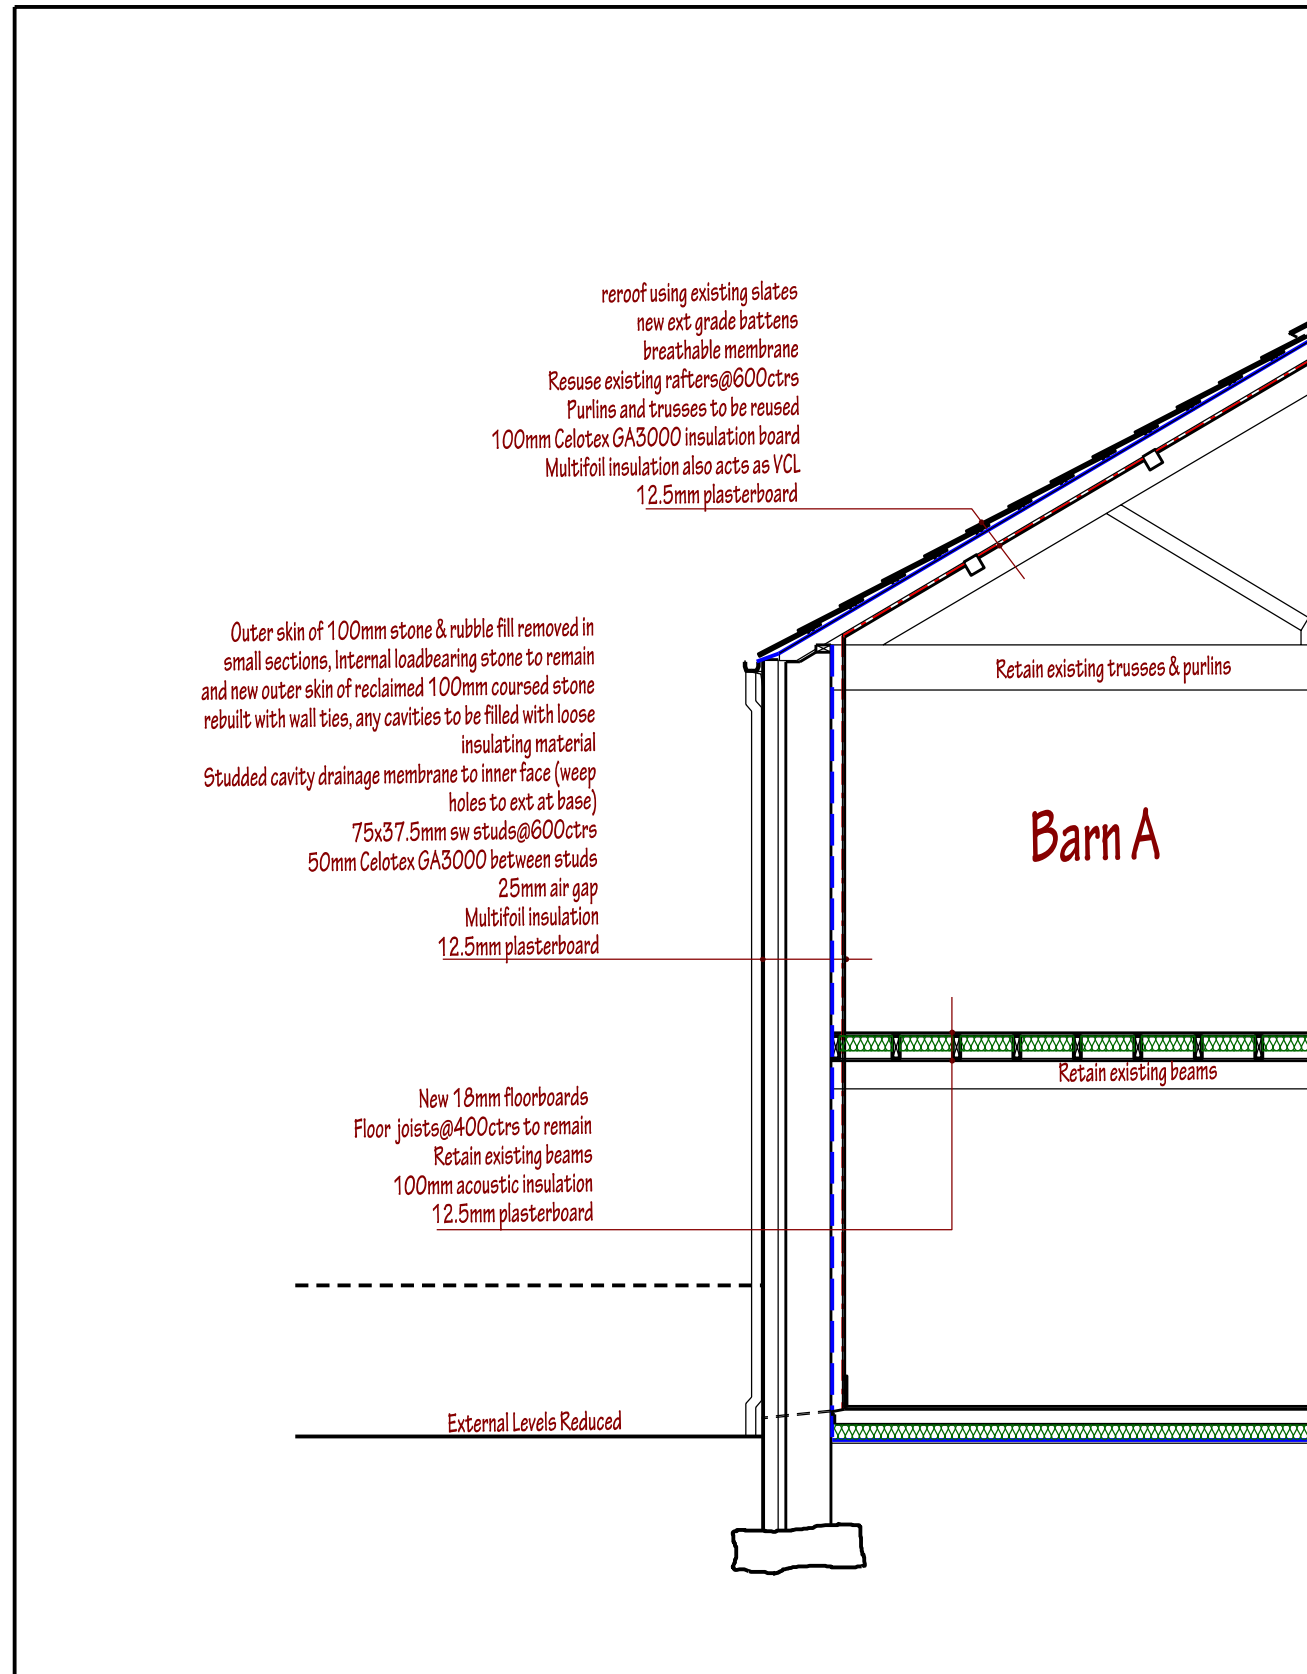 reroof using existing slates
new ext grade battens
breathable membrane
Resuse existing rafters@600ctrs
Purlins and trusses to be reused
100mm Celotex GA3000 insulation board
Multifoil insulation also acts as VCL
12.5mm plasterboard
Outer skin of 100mm stone & rubble fill removed in
small sections, Internal loadbearing stone to remain
and new outer skin of reclaimed 100mm coursed stone
rebuilt with wall ties, any cavities to be filled with loose
insulating material
Studded cavity drainage membrane to inner face (weep
holes to ext at base)
75x37.5mm sw studs@600ctrs
50mm Celotex GA3000 between studs
25mm air gap
Multifoil insulation
12.5mm plasterboard
Retain existing trusses & purlins
Barn A
Retain existing beams
New 18mm floorboards
Floor joists@400ctrs to remain
Retain existing beams
100mm acoustic insulation
12.5mm plasterboard
External Levels Reduced